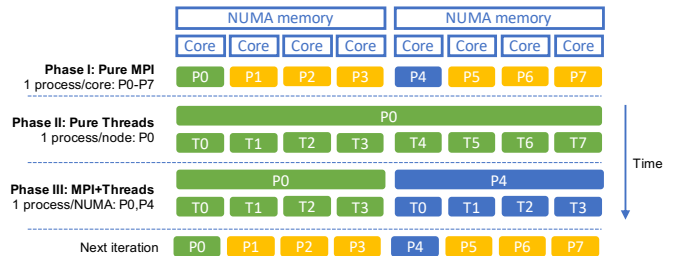 NUMA memory NUMA memory
Core Core Core Core Core Core Core Core
Phase I: Pure MPI
1 process/core: P0-P7
P0 P1 P2 P3 P4 P5 P6 P7
Phase II: Pure Threads
1 process/node: P0
P0
T0 T1 T2 T3 T4 T5 T6 T7
Time
Phase III: MPI+Threads
1 process/NUMA: P0,P4
P0 P4
T0 T1 T2 T3 T0 T1 T2 T3
Next iteration P0 P1 P2 P3 P4 P5 P6 P7